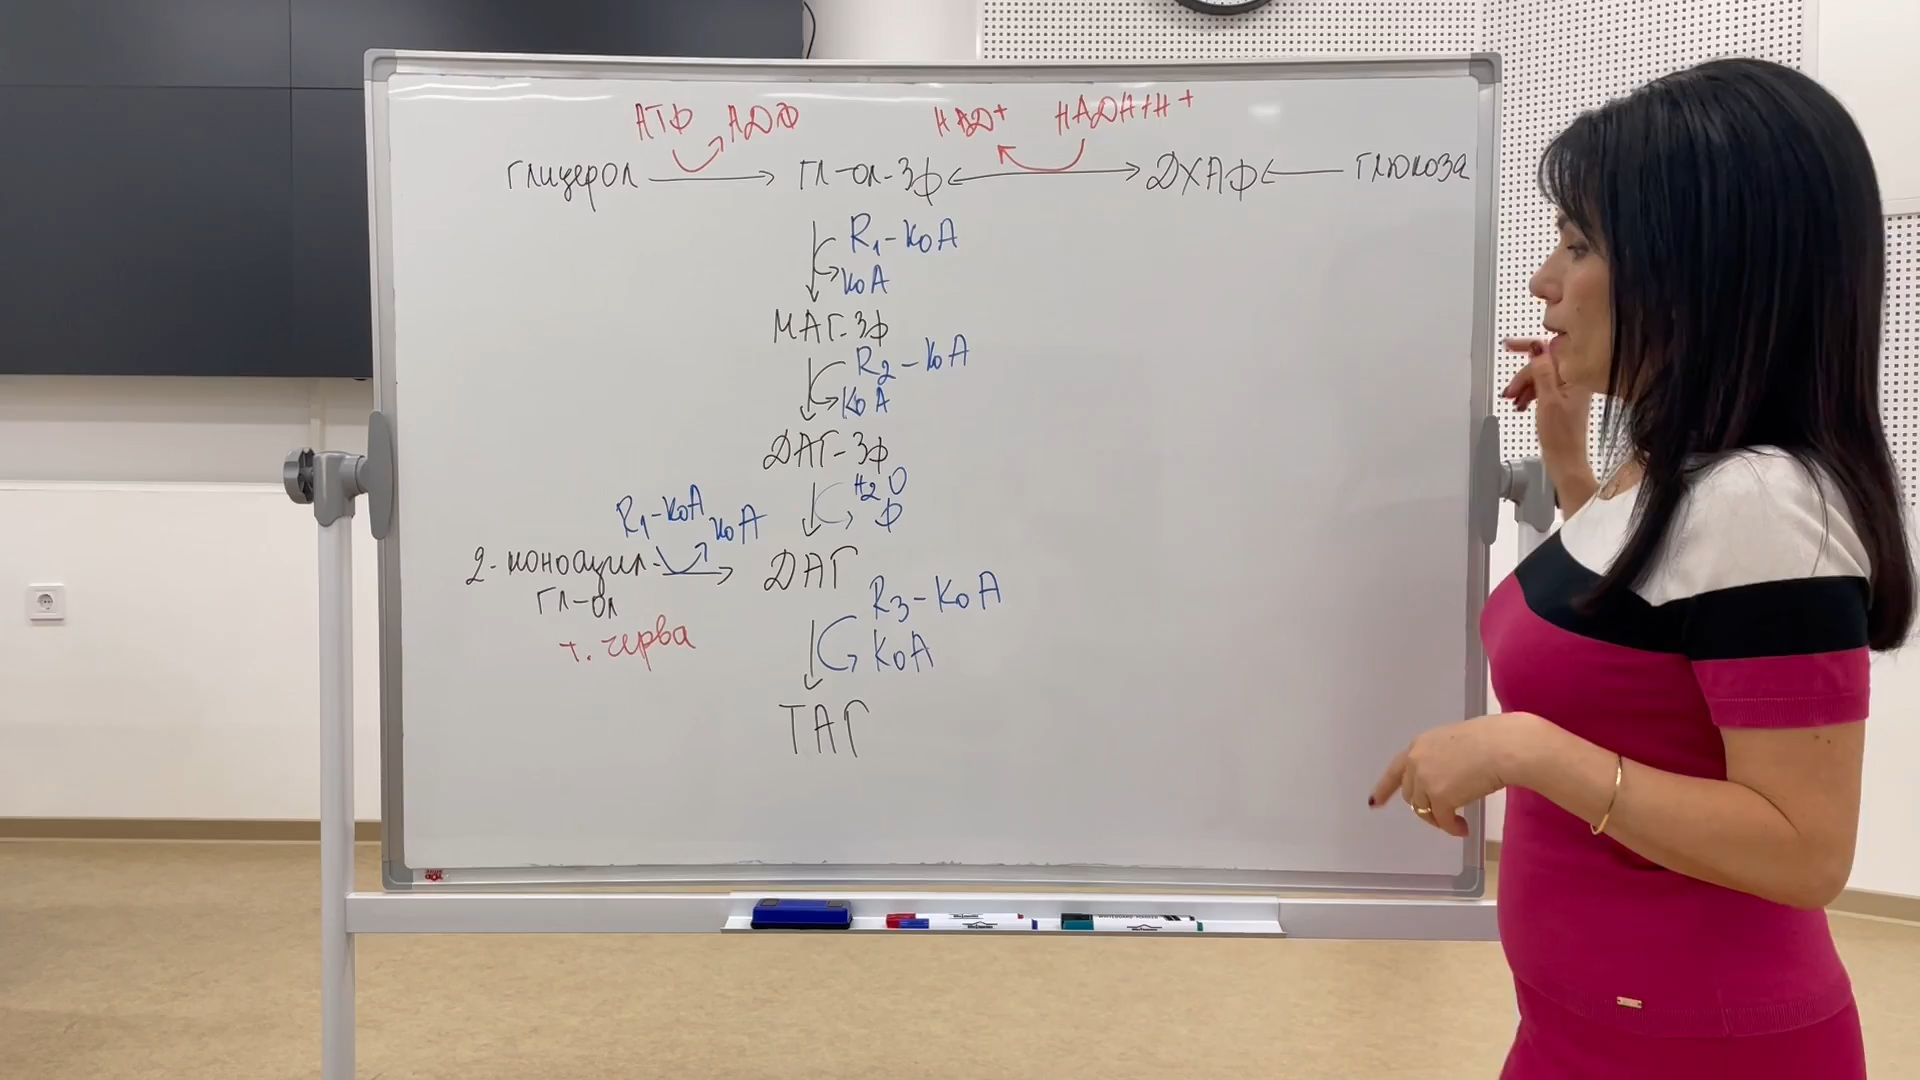 АТФ АДФ НАД+ НАДН+Н+
глицерол гл-ол-3ф ДХАФ глюкоза
R1-КоА
КоА
МАГ-3ф
R2-КоА
КоА
ДАГ-3ф
H2O
Ф
R1-КоА КоА
2-моноацил- ДАГ
гл-ол
т. черва
R3-КоА
КоА
ТАГ